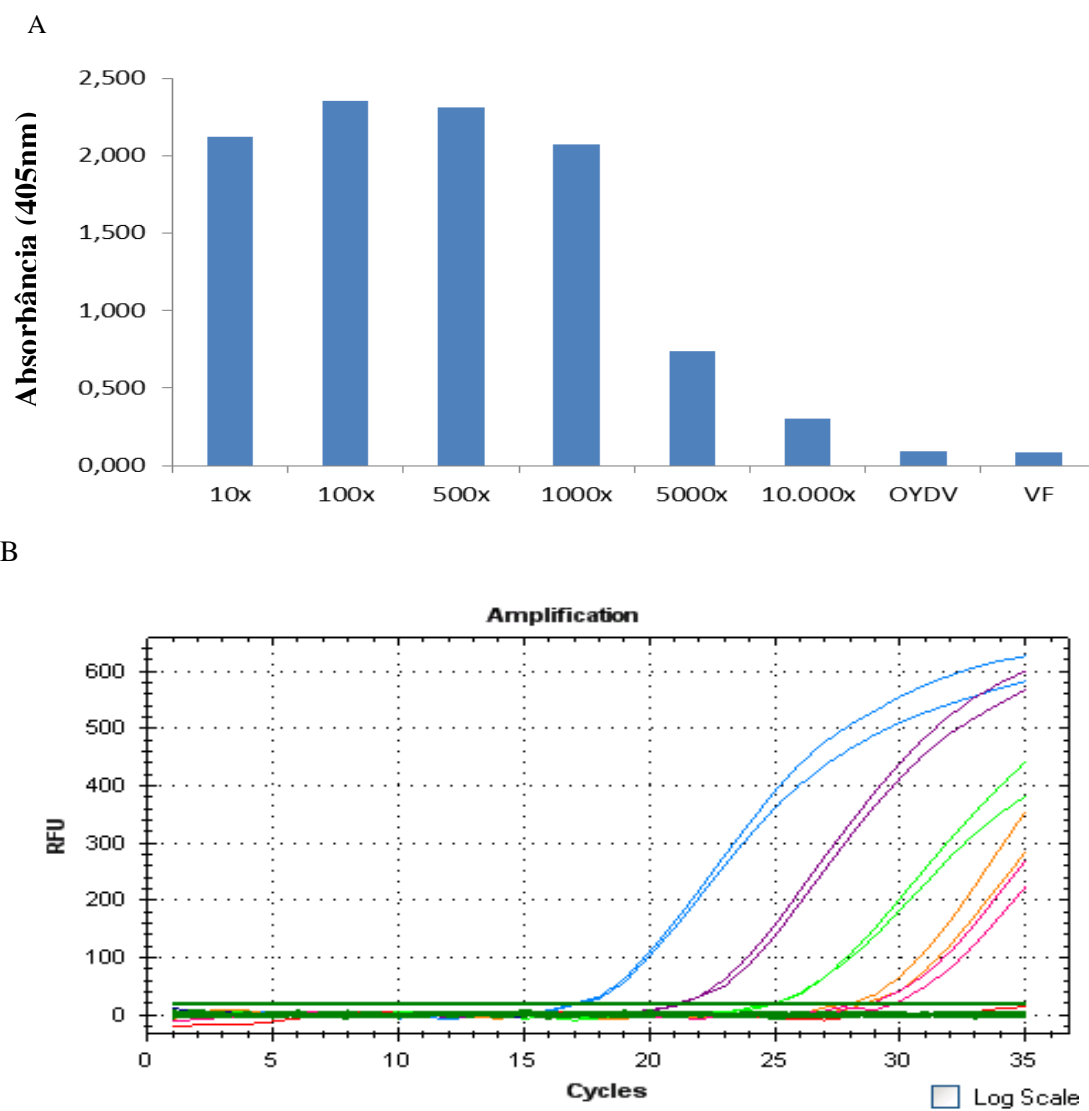 A
Absorbância (405nm)
2,500
2,000
1,500
1,000
0,500
0,000
10x 100x 500x 1000x 5000x 10.000x OYDV VF
B
Amplification
RFU
600
500
400
300
200
100
0
0 5 10 15 20 25 30 35
Cycles
Log Scale